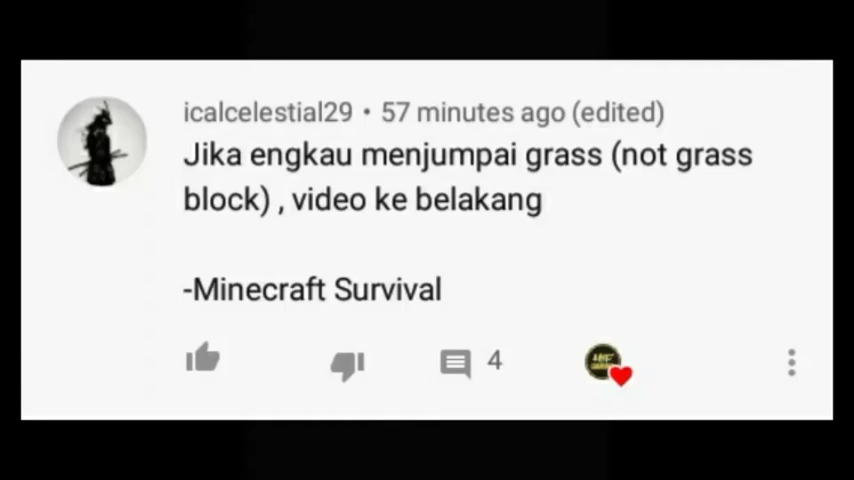 icalcelestial29 • 57 minutes ago (edited)
Jika engkau menjumpai grass (not grass
block) , video ke belakang
-Minecraft Survival
4